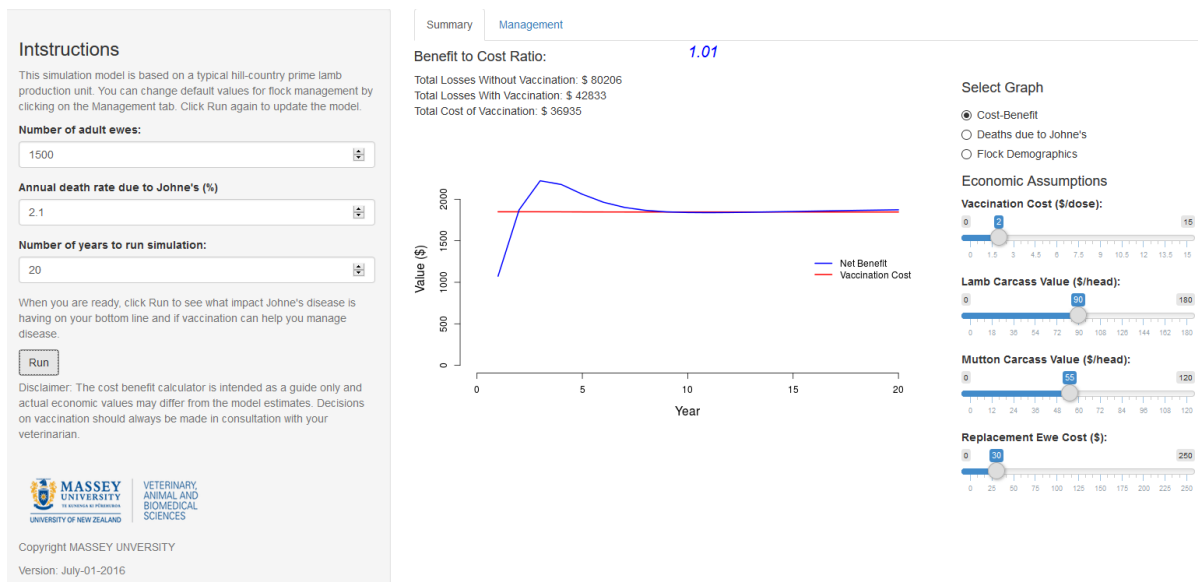 Intstructions
This simulation model is based on a typical hill-country prime lamb
production unit. You can change default values for flock management by
clicking on the Management tab. Click Run again to update the model.
Number of adult ewes:
1500
Annual death rate due to Johne's (%)
2.1
Number of years to run simulation:
20
When you are ready, click Run to see what impact Johne's disease is
having on your bottom line and if vaccination can help you manage
disease.
Run
Disclaimer: The cost benefit calculator is intended as a guide only and
actual economic values may differ from the model estimates. Decisions
on vaccination should always be made in consultation with your
veterinarian.
MASSEY
UNIVERSITY
TE KUNENGA KI PŪREHUROA
UNIVERSITY OF NEW ZEALAND
VETERINARY,
ANIMAL AND
BIOMEDICAL
SCIENCES
Copyright MASSEY UNVERSITY
Version: July-01-2016
Summary Management
Benefit to Cost Ratio: 1.01
Total Losses Without Vaccination: $ 80206
Total Losses With Vaccination: $ 42833
Total Cost of Vaccination: $ 36935
Value ($)
2000
1500
1000
500
0
Net Benefit
Vaccination Cost
0 5 10 15 20
Year
Select Graph
Cost-Benefit
Deaths due to Johne's
Flock Demographics
Economic Assumptions
Vaccination Cost ($/dose):
0 2 15
0 1.5 3 4.5 6 7.5 9 10.5 12 13.5 15
Lamb Carcass Value ($/head):
0 90 180
0 18 36 54 72 90 108 126 144 162 180
Mutton Carcass Value ($/head):
0 55 120
0 12 24 36 48 60 72 84 96 108 120
Replacement Ewe Cost ($):
0 30 250
0 25 50 75 100 125 150 175 200 225 250